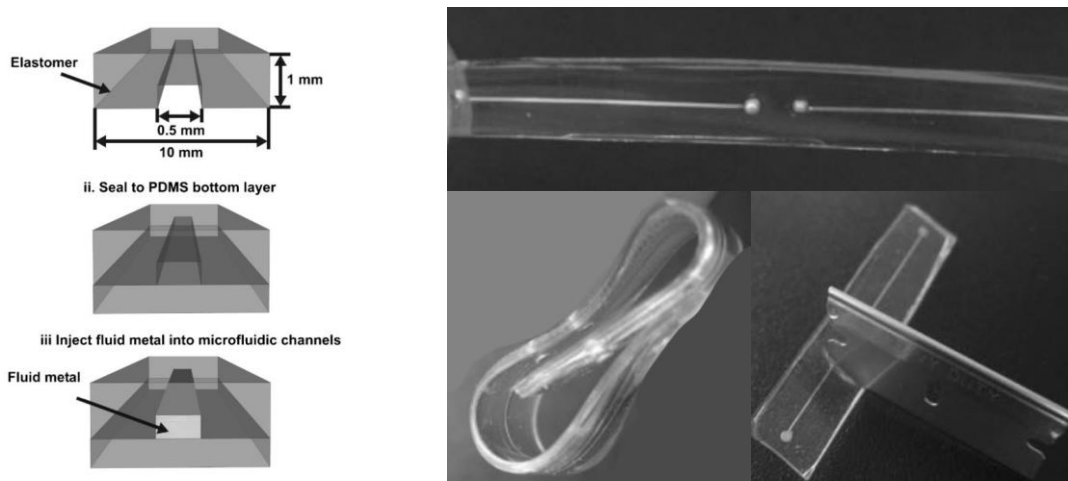 Elastomer
1 mm
0.5 mm
10 mm
ii. Seal to PDMS bottom layer
iii Inject fluid metal into microfluidic channels
Fluid metal